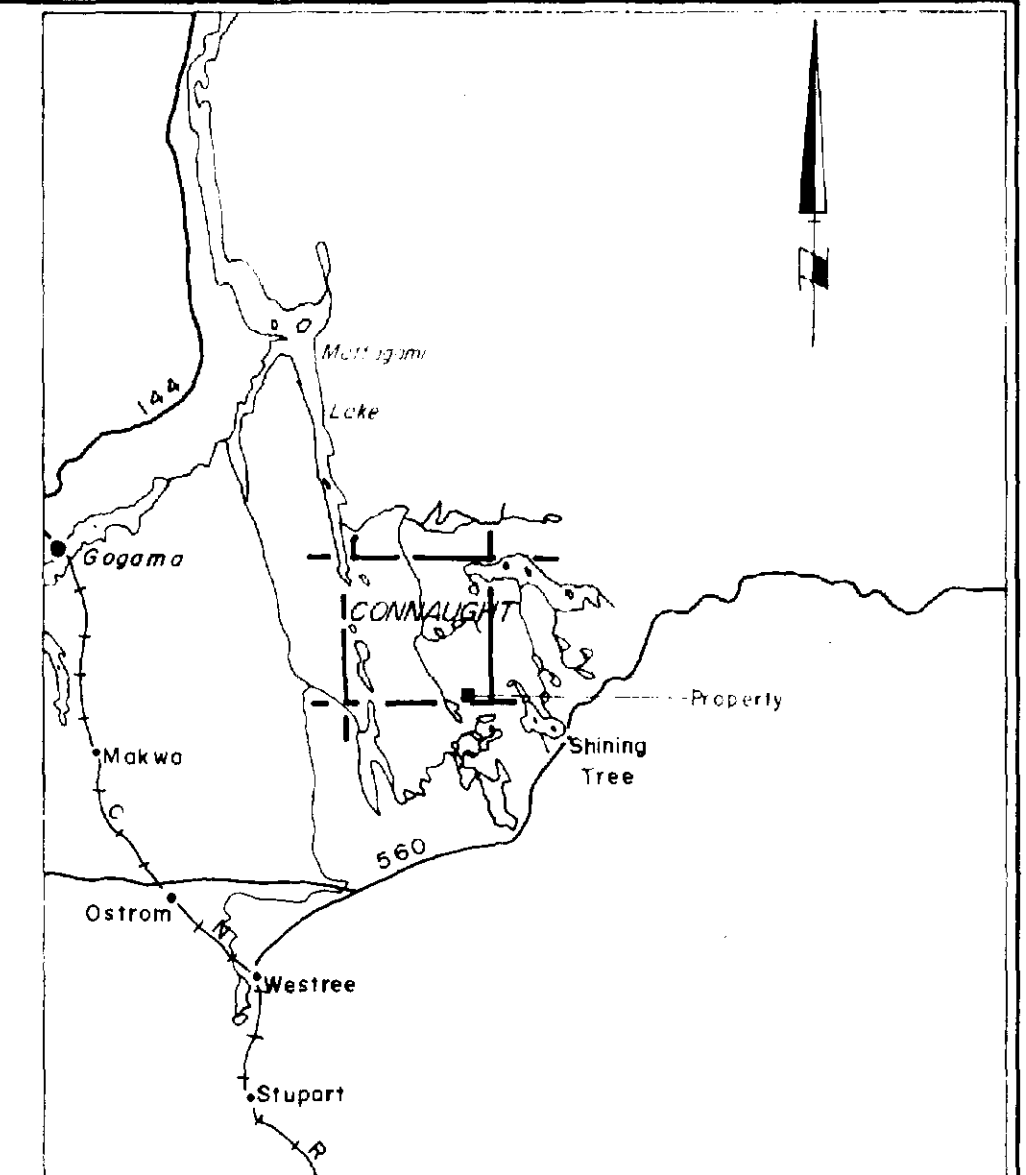 N
Lake
144
Gogama
CONNAUGHT
Property
Shining
Tree
Makwa
C
560
Ostrom
N
Westree
Stupart
R